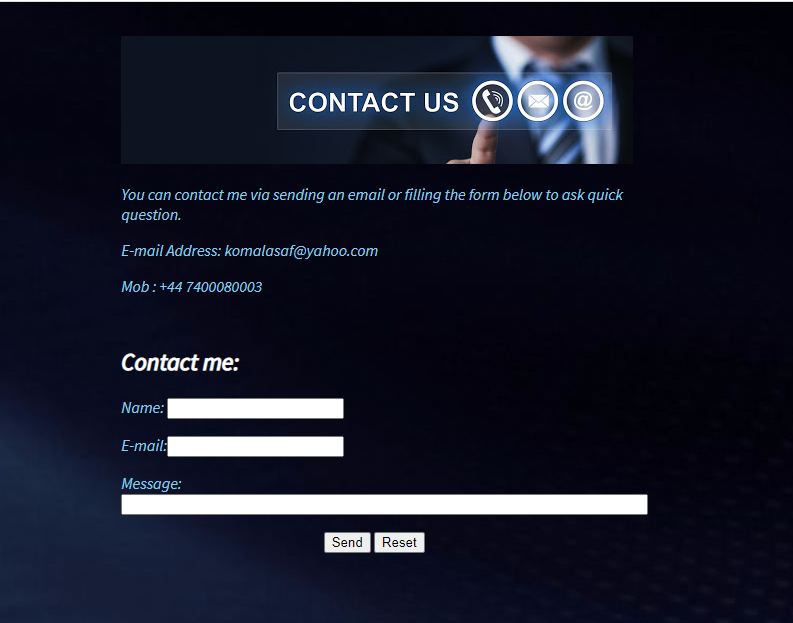 CONTACT US
You can contact me via sending an email or filling the form below to ask quick
question.
E-mail Address: komalasaf@yahoo.com
Mob : +44 7400080003
Contact me:
Name:
E-mail:
Message:
Send Reset